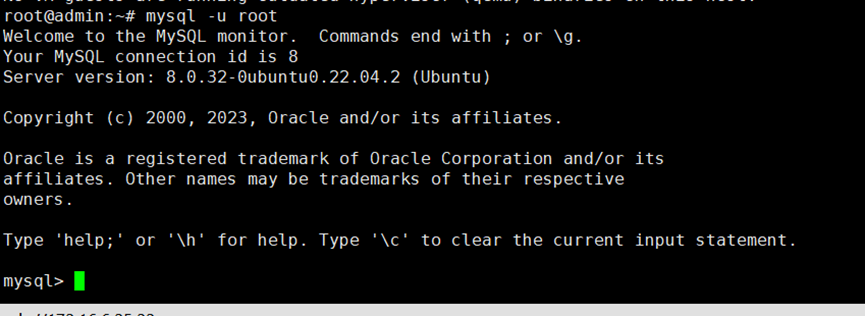 root@admin:~# mysql -u root
Welcome to the MySQL monitor.  Commands end with ; or \g.
Your MySQL connection id is 8
Server version: 8.0.32-0ubuntu0.22.04.2 (Ubuntu)
Copyright (c) 2000, 2023, Oracle and/or its affiliates.
Oracle is a registered trademark of Oracle Corporation and/or its
affiliates. Other names may be trademarks of their respective
owners.
Type 'help;' or '\h' for help. Type '\c' to clear the current input statement.
mysql>